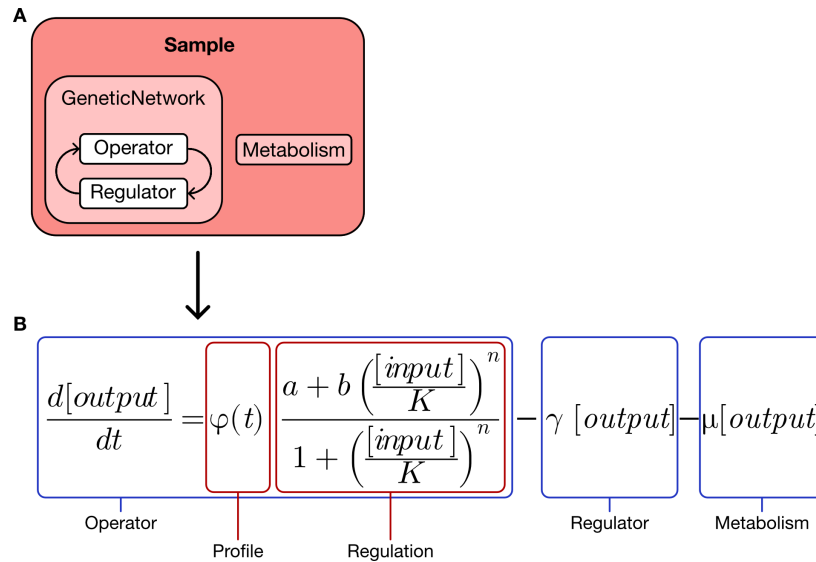 A
Sample
GeneticNetwork
Operator
Metabolism
Regulator
B
d[output]/dt = φ(t) (a + b ([input]/K)^n) / (1 + ([input]/K)^n) − γ [output] − μ[output]
Operator
Regulator
Metabolism
Profile
Regulation